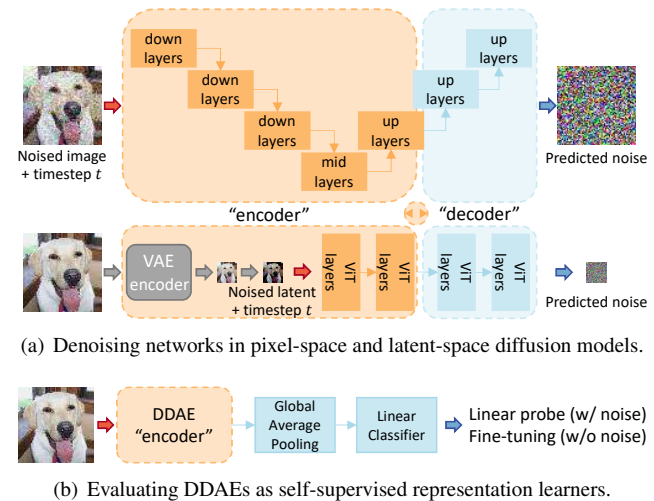 down
layers
down
layers
down
layers
mid
layers
up
layers
up
layers
up
layers
Noised image
+ timestep t
Predicted noise
“encoder”
“decoder”
VAE
encoder
Noised latent
+ timestep t
ViT
layers
ViT
layers
ViT
layers
ViT
layers
Predicted noise
(a) Denoising networks in pixel-space and latent-space diffusion models.
DDAE
“encoder”
Global
Average
Pooling
Linear
Classifier
Linear probe (w/ noise)
Fine-tuning (w/o noise)
(b) Evaluating DDAEs as self-supervised representation learners.